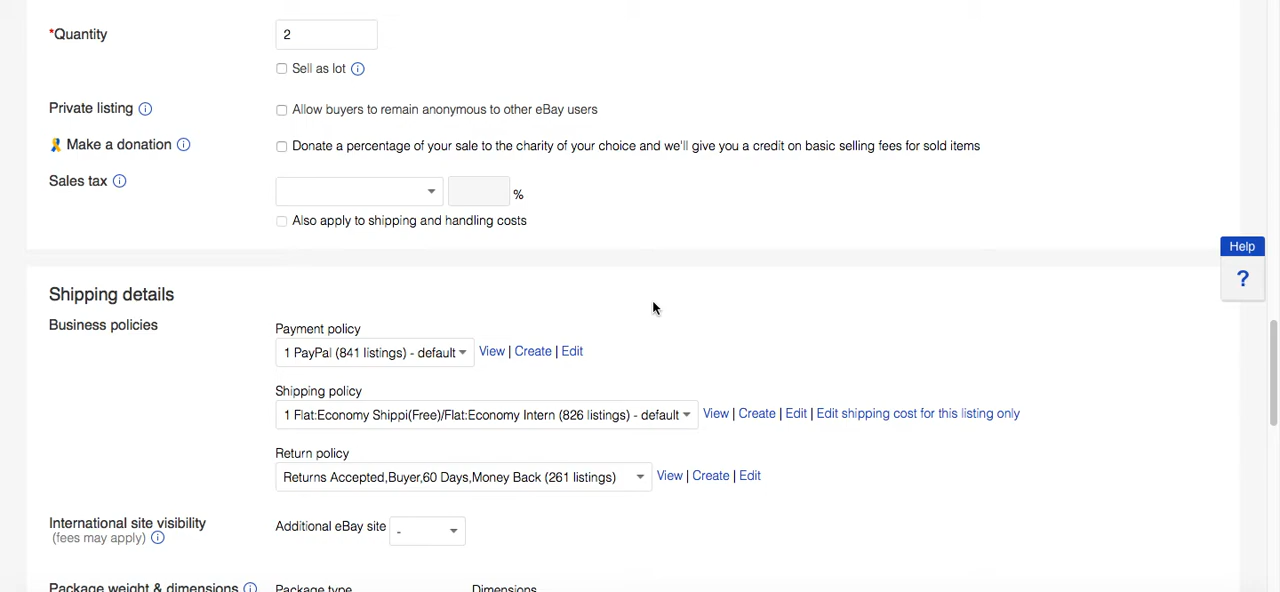 *Quantity
2
Sell as lot
Private listing
Allow buyers to remain anonymous to other eBay users
Make a donation
Donate a percentage of your sale to the charity of your choice and we'll give you a credit on basic selling fees for sold items
Sales tax
%
Also apply to shipping and handling costs
Help
?
Shipping details
Business policies
Payment policy
1 PayPal (841 listings) - default
View | Create | Edit
Shipping policy
1 Flat:Economy Shippi(Free)/Flat:Economy Intern (826 listings) - default
View | Create | Edit | Edit shipping cost for this listing only
Return policy
Returns Accepted,Buyer,60 Days,Money Back (261 listings)
View | Create | Edit
International site visibility
(fees may apply)
Additional eBay site
-
Package weight & dimensions
Package type
Dimensions